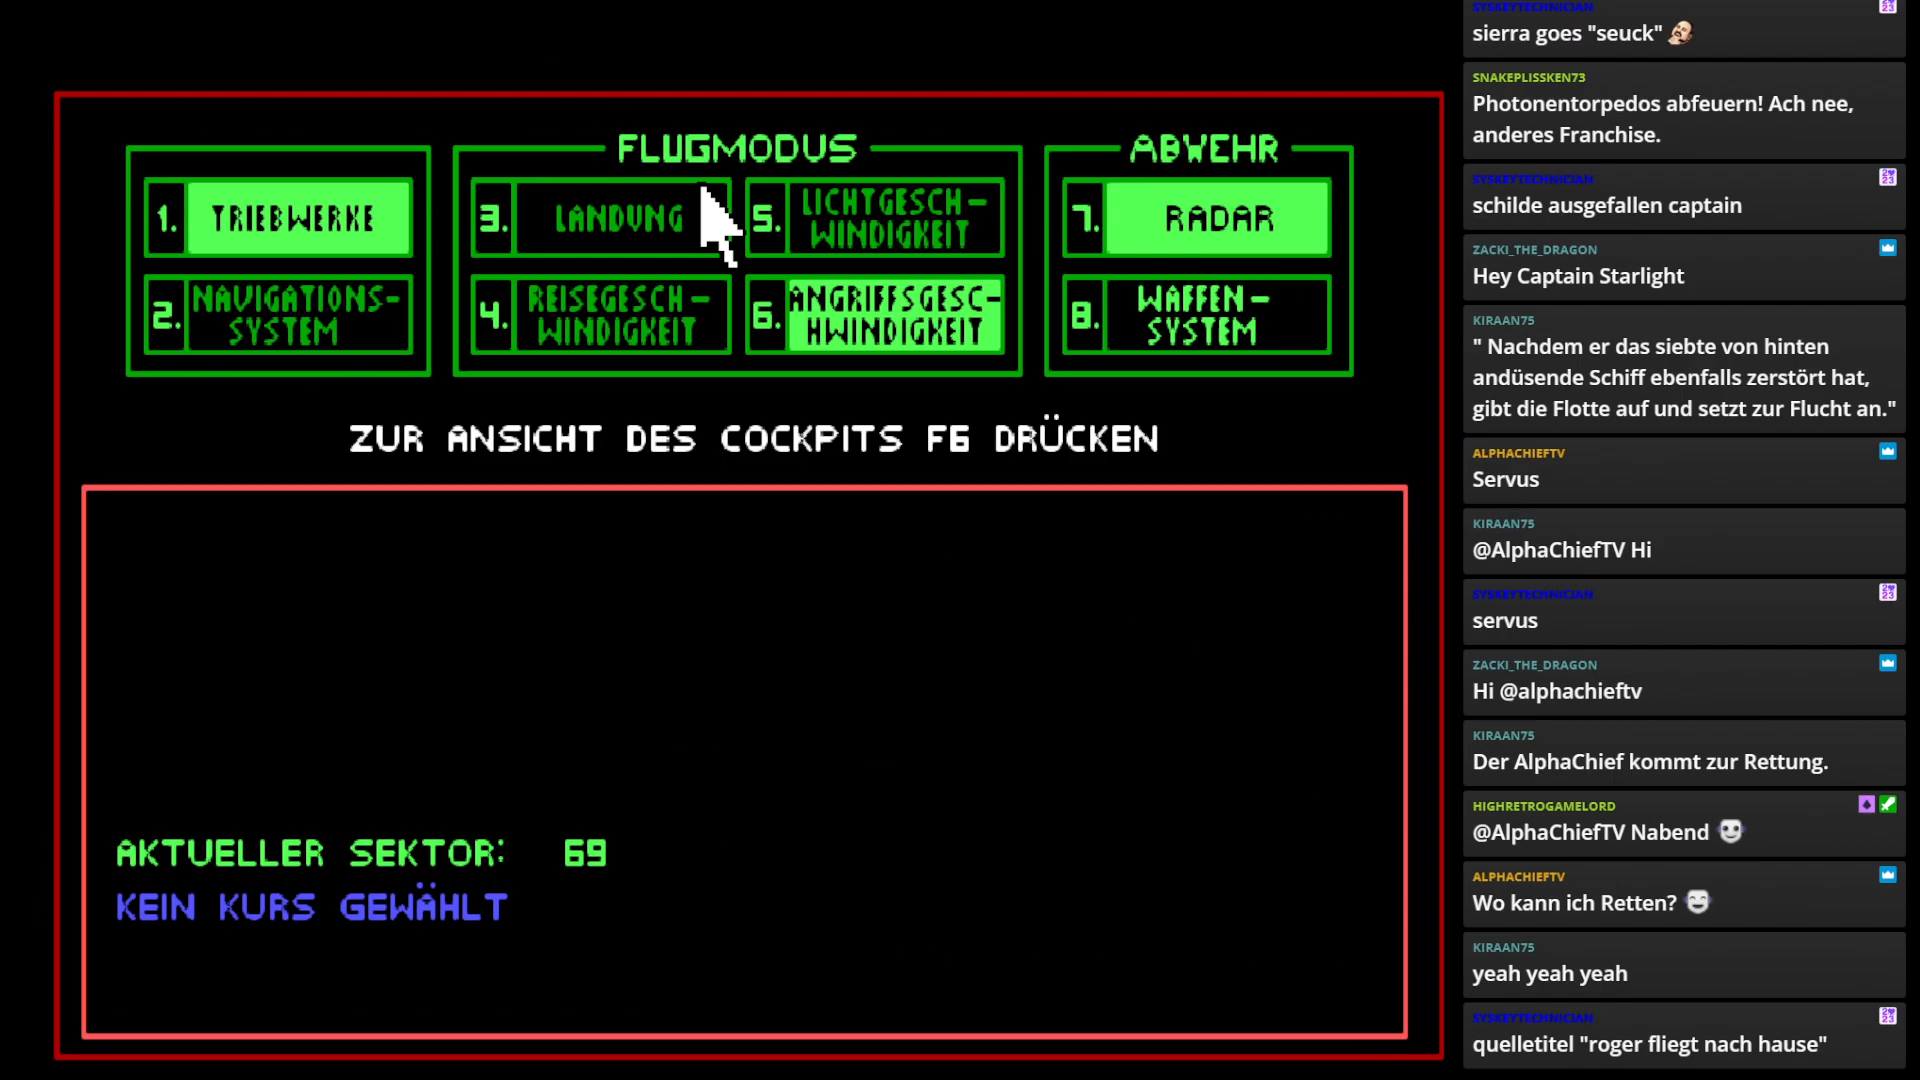 FLUGMODUS
ABWEHR
1. TRIEBWERKE
3. LANDUNG
5. LICHTGESCH-
WINDIGKEIT
7. RADAR
2. NAVIGATIONS-
SYSTEM
4. REISEGESCH-
WINDIGKEIT
6. ANGRIFFSGESC-
HWINDIGKEIT
8. WAFFEN-
SYSTEM
ZUR ANSICHT DES COCKPITS F6 DRÜCKEN
AKTUELLER SEKTOR: 69
KEIN KURS GEWÄHLT
SYSKEYTECHNICIAN
sierra goes "seuck"
SNAKEPLISSKEN73
Photonentorpedos abfeuern! Ach nee,
anderes Franchise.
SYSKEYTECHNICIAN
schilde ausgefallen captain
ZACKI_THE_DRAGON
Hey Captain Starlight
KIRAAN75
" Nachdem er das siebte von hinten
andüsende Schiff ebenfalls zerstört hat,
gibt die Flotte auf und setzt zur Flucht an."
ALPHACHIEFTV
Servus
KIRAAN75
@AlphaChiefTV Hi
SYSKEYTECHNICIAN
servus
ZACKI_THE_DRAGON
Hi @alphachieftv
KIRAAN75
Der AlphaChief kommt zur Rettung.
HIGHRETROGAMELORD
@AlphaChiefTV Nabend
ALPHACHIEFTV
Wo kann ich Retten?
KIRAAN75
yeah yeah yeah
SYSKEYTECHNICIAN
quelletitel "roger fliegt nach hause"